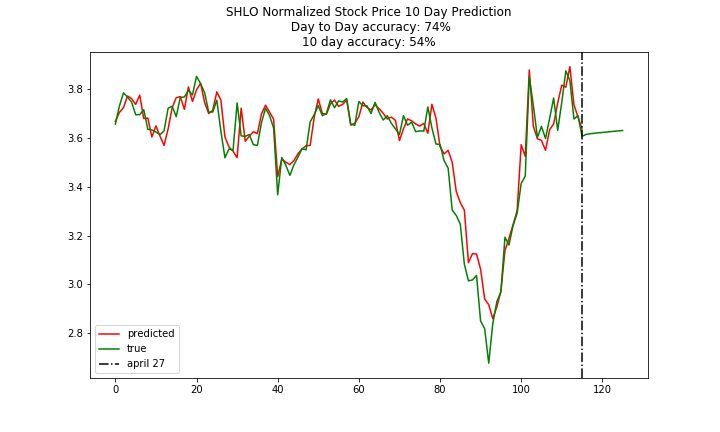 SHLO Normalized Stock Price 10 Day Prediction
Day to Day accuracy: 74%
10 day accuracy: 54%
3.8
3.6
3.4
3.2
3.0
2.8
predicted
true
april 27
0 20 40 60 80 100 120